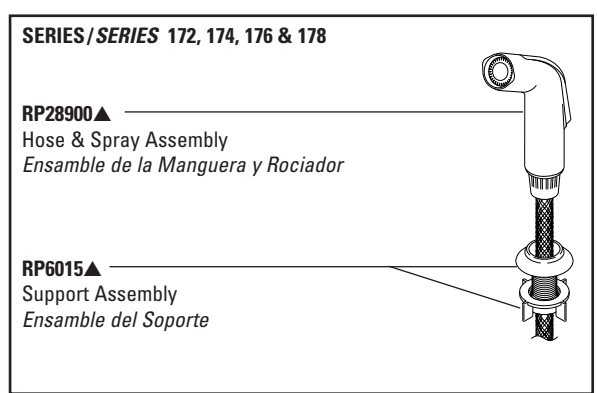 SERIES/SERIES 172, 174, 176 & 178
RP28900▲
Hose & Spray Assembly
Ensamble de la Manguera y Rociador
RP6015▲
Support Assembly
Ensamble del Soporte